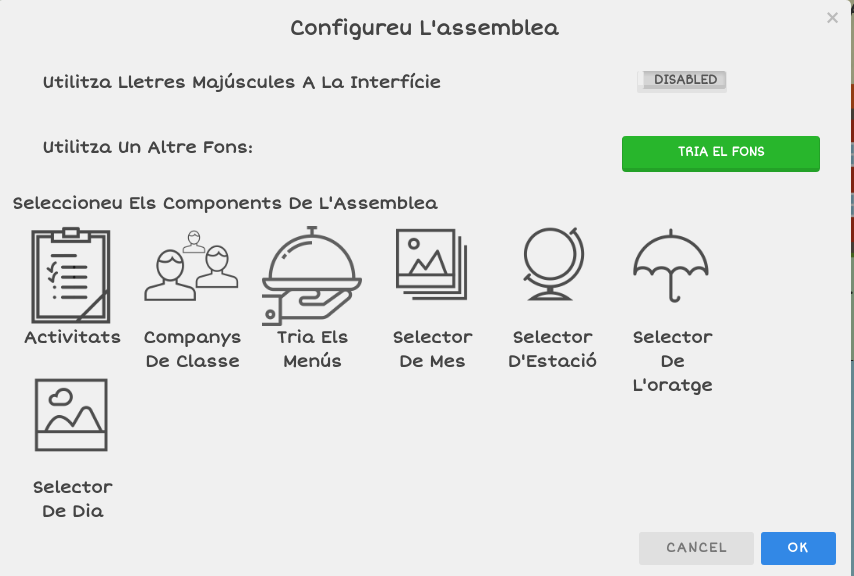 Configureu L'assemblea
×
Utilitza Lletres Majúscules A La Interfície
DISABLED
Utilitza Un Altre Fons:
TRIA EL FONS
Seleccioneu Els Components De L'Assemblea
Activitats
Companys
De Classe
Tria Els
Menús
Selector
De Mes
Selector
D'Estació
Selector
De
L'oratge
Selector
De Dia
CANCEL
OK